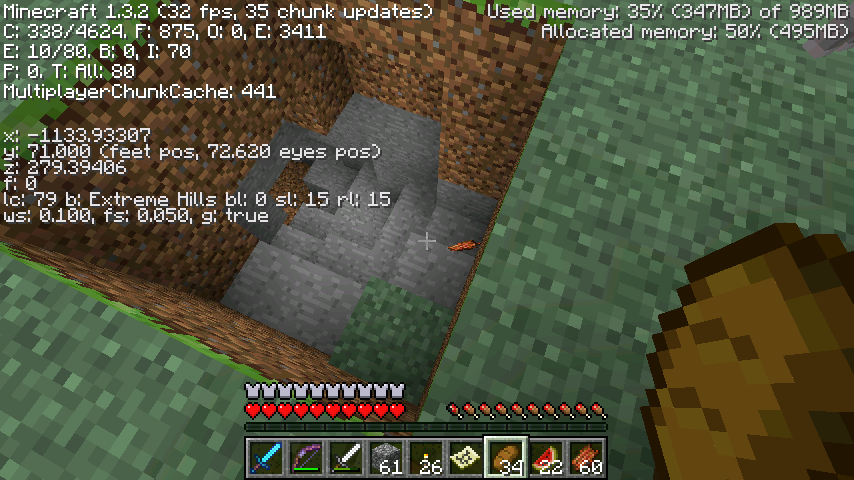 Minecraft 1.3.2 (32 fps, 35 chunk updates)
C: 338/4624, F: 875, O: 0, E: 3411
E: 10/80, B: 0, I: 70
P: 0, T: All: 80
MultiplayerChunkCache: 441
x: -1133.93307
y: 71.000 (feet pos, 72.620 eyes pos)
z: 279.39406
f: 0
lc: 79 b: Extreme Hills bl: 0 sl: 15 rl: 15
ws: 0.100, fs: 0.050, g: true
Used memory: 35% (347MB) of 989MB
Allocated memory: 50% (495MB)
61 26 34 22 60